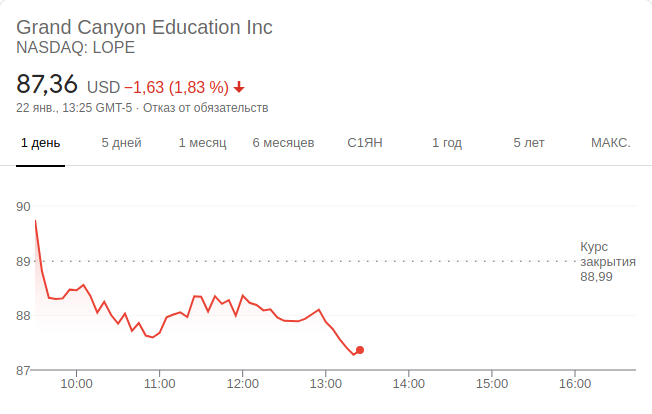 Grand Canyon Education Inc
NASDAQ: LOPE
87,36 USD −1,63 (1,83 %)
22 янв., 13:25 GMT-5 · Отказ от обязательств
1 день 5 дней 1 месяц 6 месяцев С1ЯН 1 год 5 лет МАКС.
90
Курс
89 закрытия
88,99
88
87
10:00 11:00 12:00 13:00 14:00 15:00 16:00